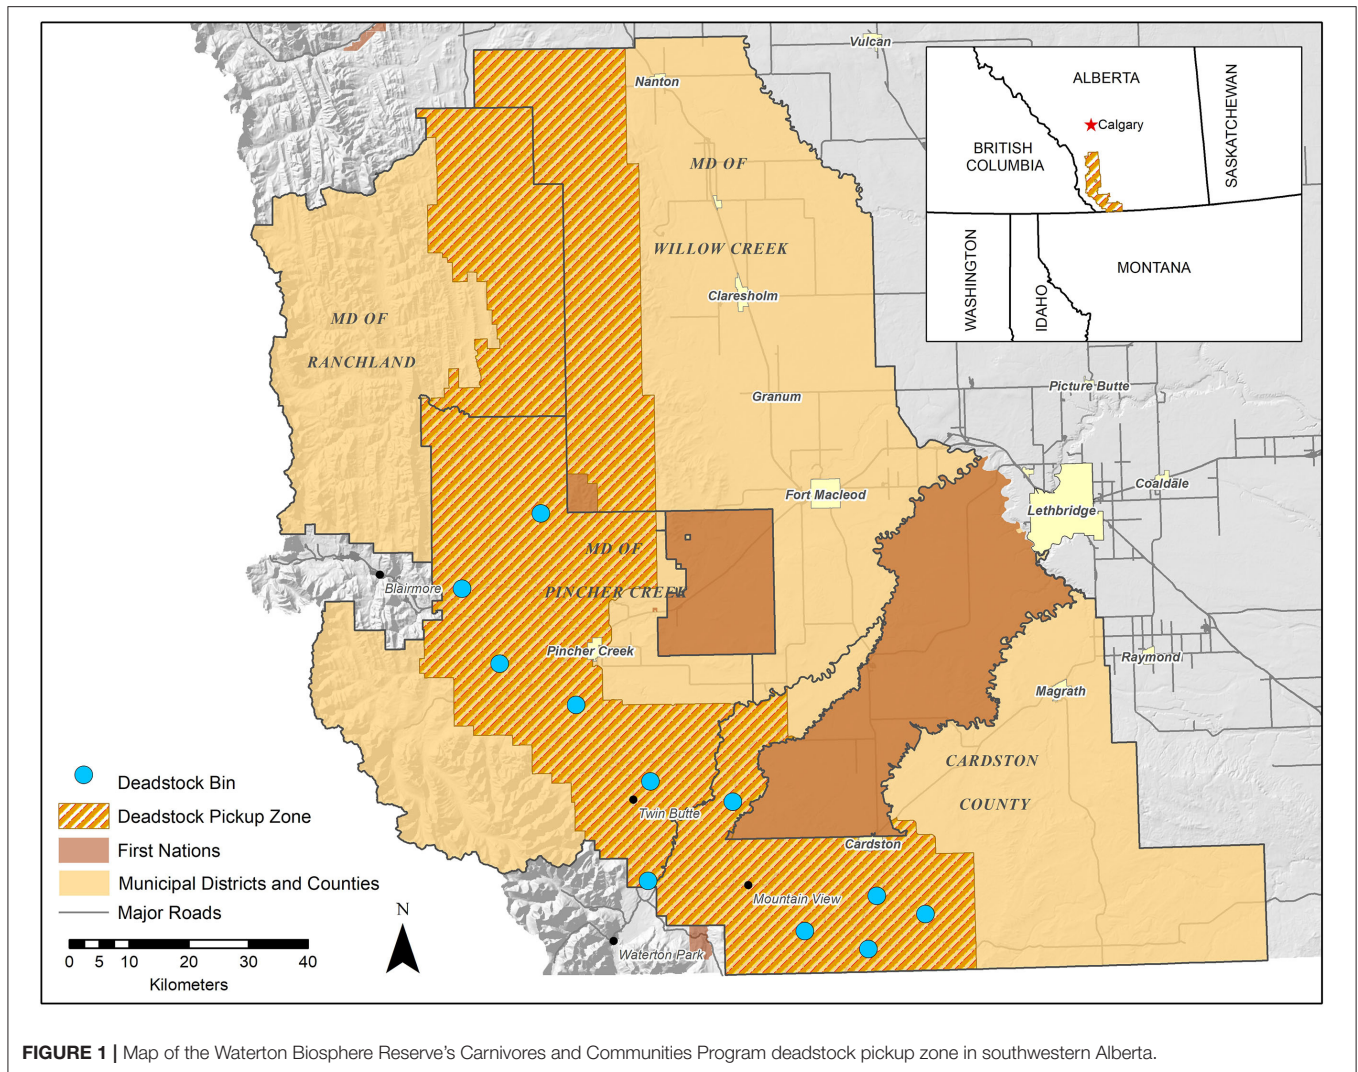 Vulcan
Nanton
MD OF
WILLOW CREEK
Claresholm
MD OF
RANCHLAND
Granum
Picture Butte
Fort Macleod
Coaldale
Lethbridge
MD OF
PINCHER CREEK
Blairmore
Pincher Creek
Raymond
Magrath
CARDSTON
COUNTY
Twin Butte
Cardston
Mountain View
Waterton Park
ALBERTA
Calgary
BRITISH
COLUMBIA
SASKATCHEWAN
WASHINGTON
IDAHO
MONTANA
Deadstock Bin
Deadstock Pickup Zone
First Nations
Municipal Districts and Counties
Major Roads
0 5 10 20 30 40
Kilometers
N
FIGURE 1 | Map of the Waterton Biosphere Reserve's Carnivores and Communities Program deadstock pickup zone in southwestern Alberta.